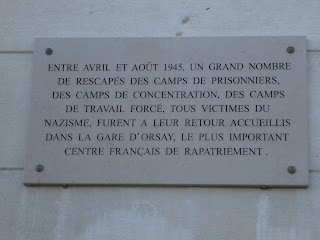 ENTRE AVRIL ET AOÛT 1945, UN GRAND NOMBRE
DE RESCAPÉS DES CAMPS DE PRISONNIERS,
DES CAMPS DE CONCENTRATION, DES CAMPS
DE TRAVAIL FORCÉ, TOUS VICTIMES DU
NAZISME, FURENT A LEUR RETOUR ACCUEILLIS
DANS LA GARE D'ORSAY, LE PLUS IMPORTANT
CENTRE FRANÇAIS DE RAPATRIEMENT.